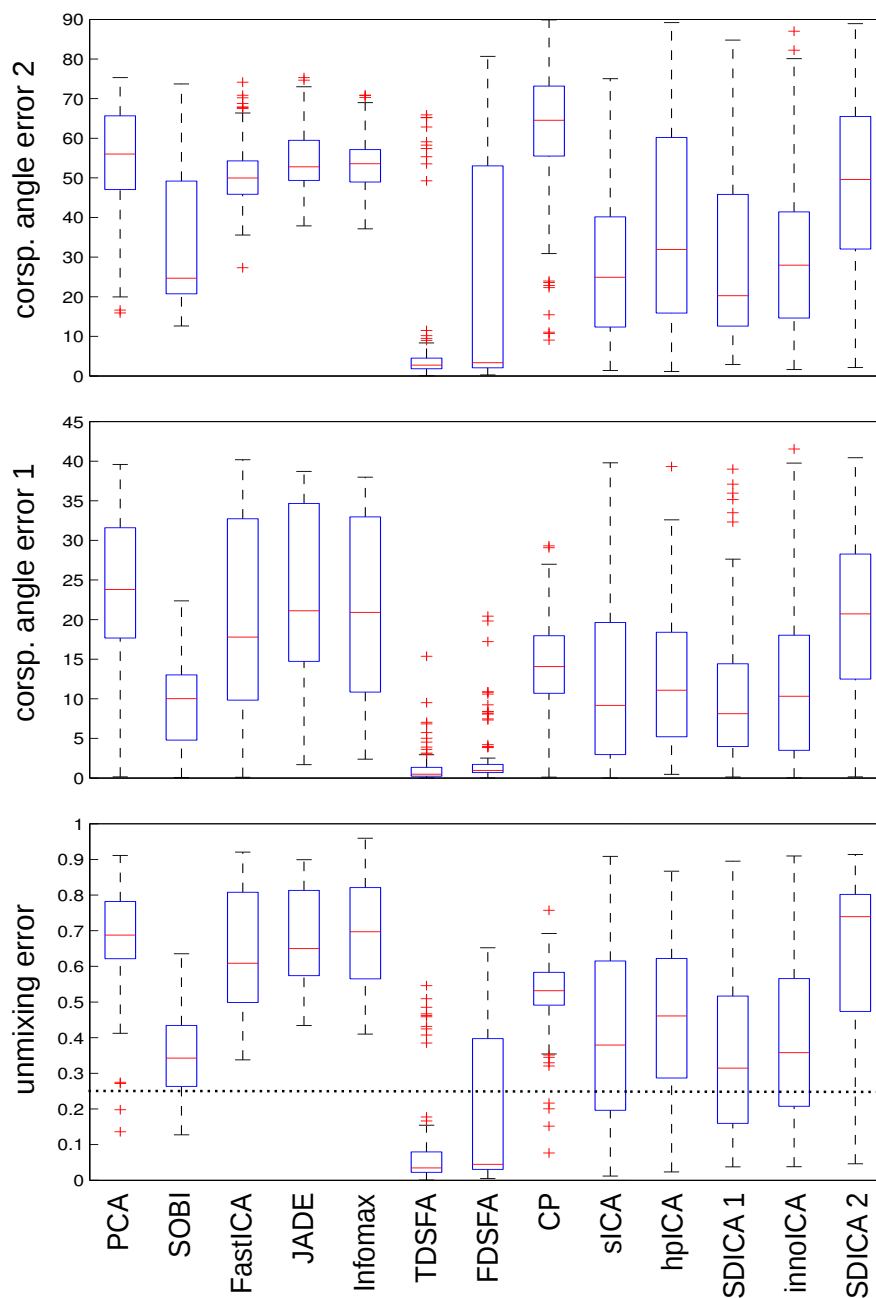 corsp. angle error 2
90
80
70
60
50
40
30
20
10
0
corsp. angle error 1
45
40
35
30
25
20
15
10
5
0
unmixing error
1
0.9
0.8
0.7
0.6
0.5
0.4
0.3
0.2
0.1
0
PCA
SOBI
FastICA
JADE
Infomax
TDSFA
FDSFA
CP
sICA
hpICA
SDICA 1
innoICA
SDICA 2